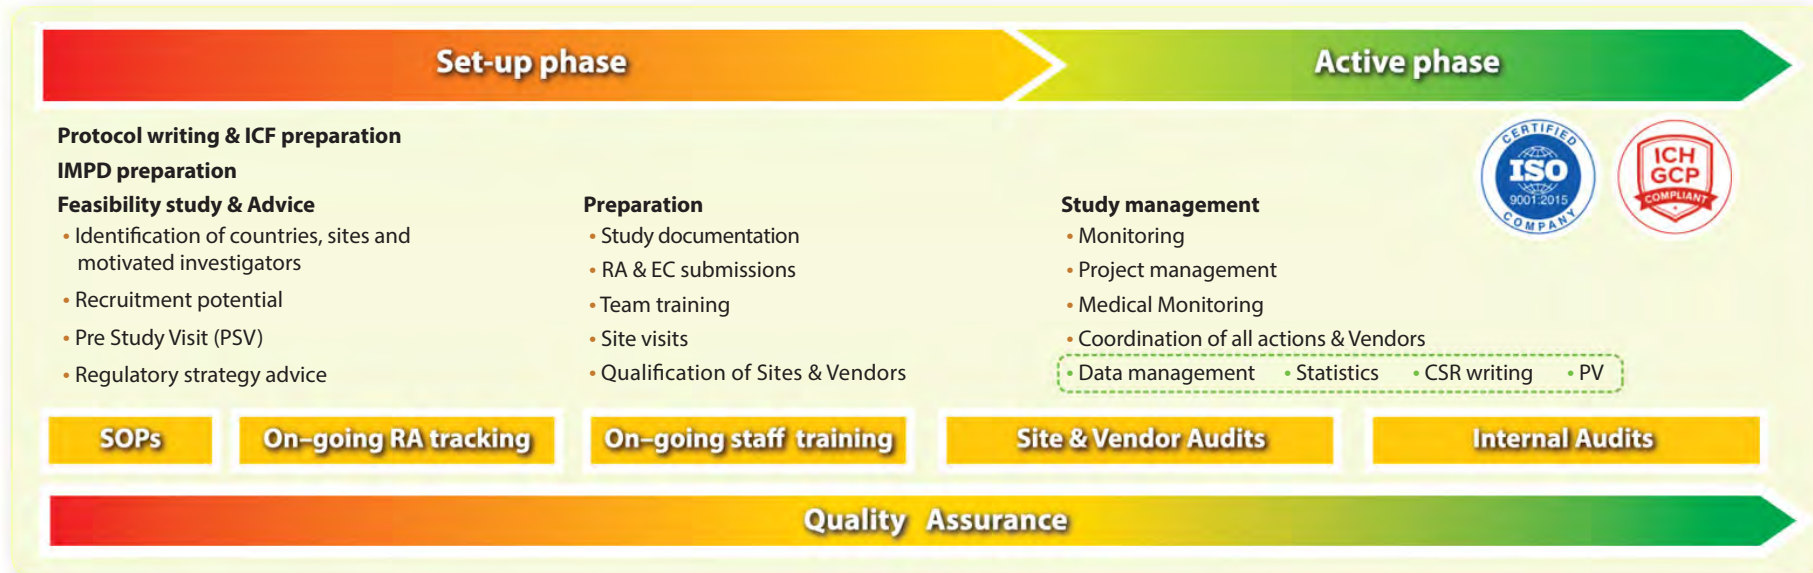 Set-up phase
Active phase
Protocol writing & ICF preparation
IMPD preparation
Feasibility study & Advice
• Identification of countries, sites and
motivated investigators
• Recruitment potential
• Pre Study Visit (PSV)
• Regulatory strategy advice
Preparation
• Study documentation
• RA & EC submissions
• Team training
• Site visits
• Qualification of Sites & Vendors
Study management
• Monitoring
• Project management
• Medical Monitoring
• Coordination of all actions & Vendors
• Data management • Statistics • CSR writing • PV
CERTIFIED
ISO
9001:2015
COMPANY
ICH
GCP
COMPLIANT
SOPs
On–going RA tracking
On–going staff training
Site & Vendor Audits
Internal Audits
Quality Assurance